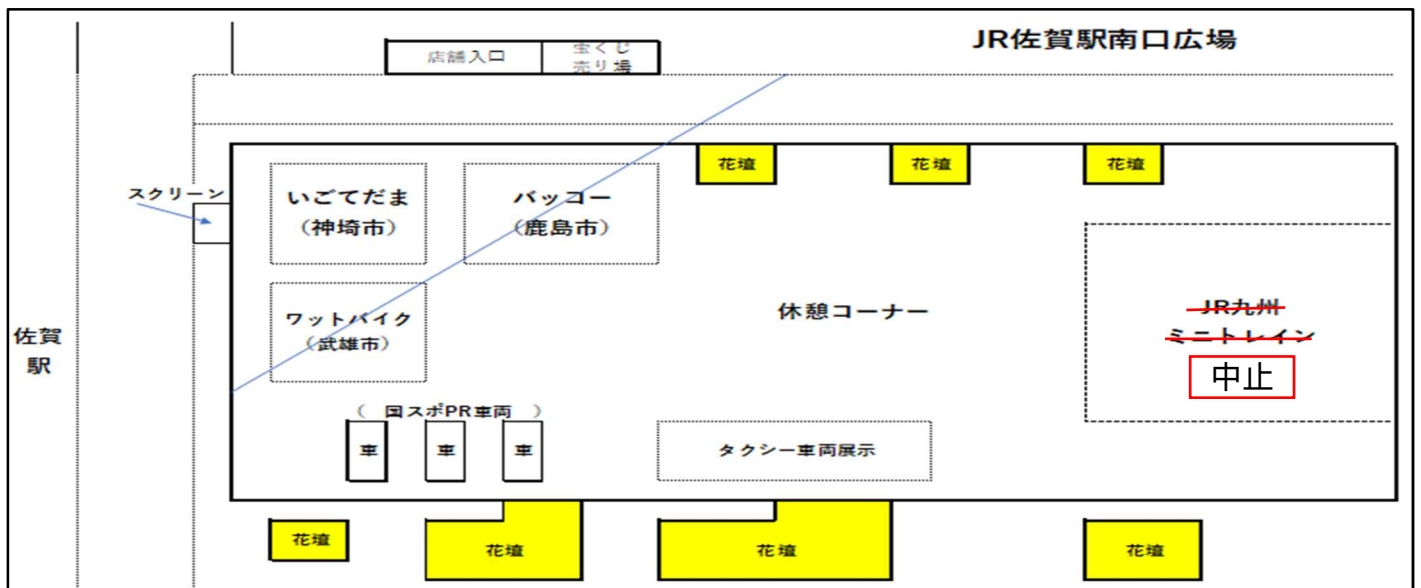 JR佐賀駅南口広場
店舗入口
宝くじ
売り場
花壇
花壇
花壇
スクリーン
いごてだま
（神埼市）
バッコー
（鹿島市）
ワットバイク
（武雄市）
休憩コーナー
JR九州
ミニトレイン
中止
佐賀
駅
（ 国スポPR車両 ）
車
車
車
タクシー車両展示
花壇
花壇
花壇
花壇